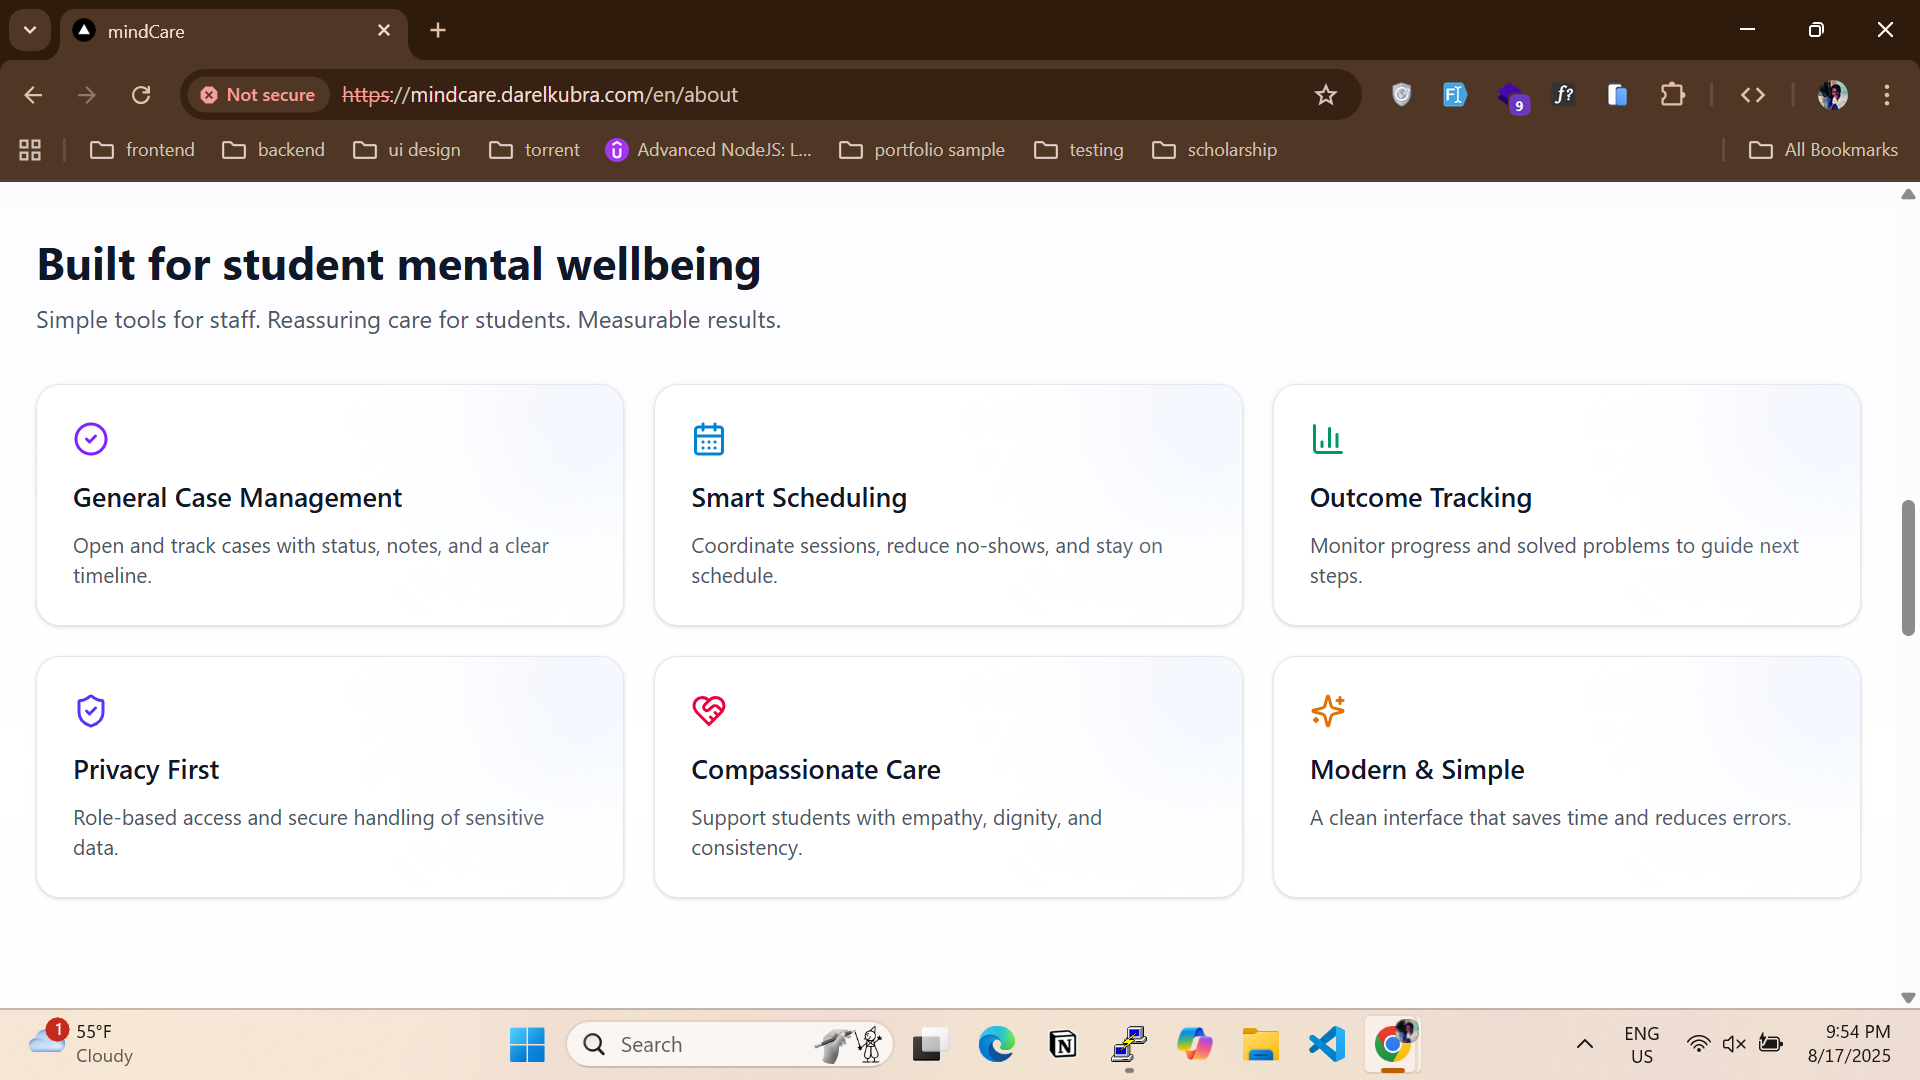 mindCare
Not secure
https://mindcare.darelkubra.com/en/about
9
f?
frontend
backend
ui design
torrent
Advanced NodeJS: L...
portfolio sample
testing
scholarship
All Bookmarks
Built for student mental wellbeing
Simple tools for staff. Reassuring care for students. Measurable results.
General Case Management
Open and track cases with status, notes, and a clear
timeline.
Smart Scheduling
Coordinate sessions, reduce no-shows, and stay on
schedule.
Outcome Tracking
Monitor progress and solved problems to guide next
steps.
Privacy First
Role-based access and secure handling of sensitive
data.
Compassionate Care
Support students with empathy, dignity, and
consistency.
Modern & Simple
A clean interface that saves time and reduces errors.
1
55°F
Cloudy
Search
ENG
US
9:54 PM
8/17/2025